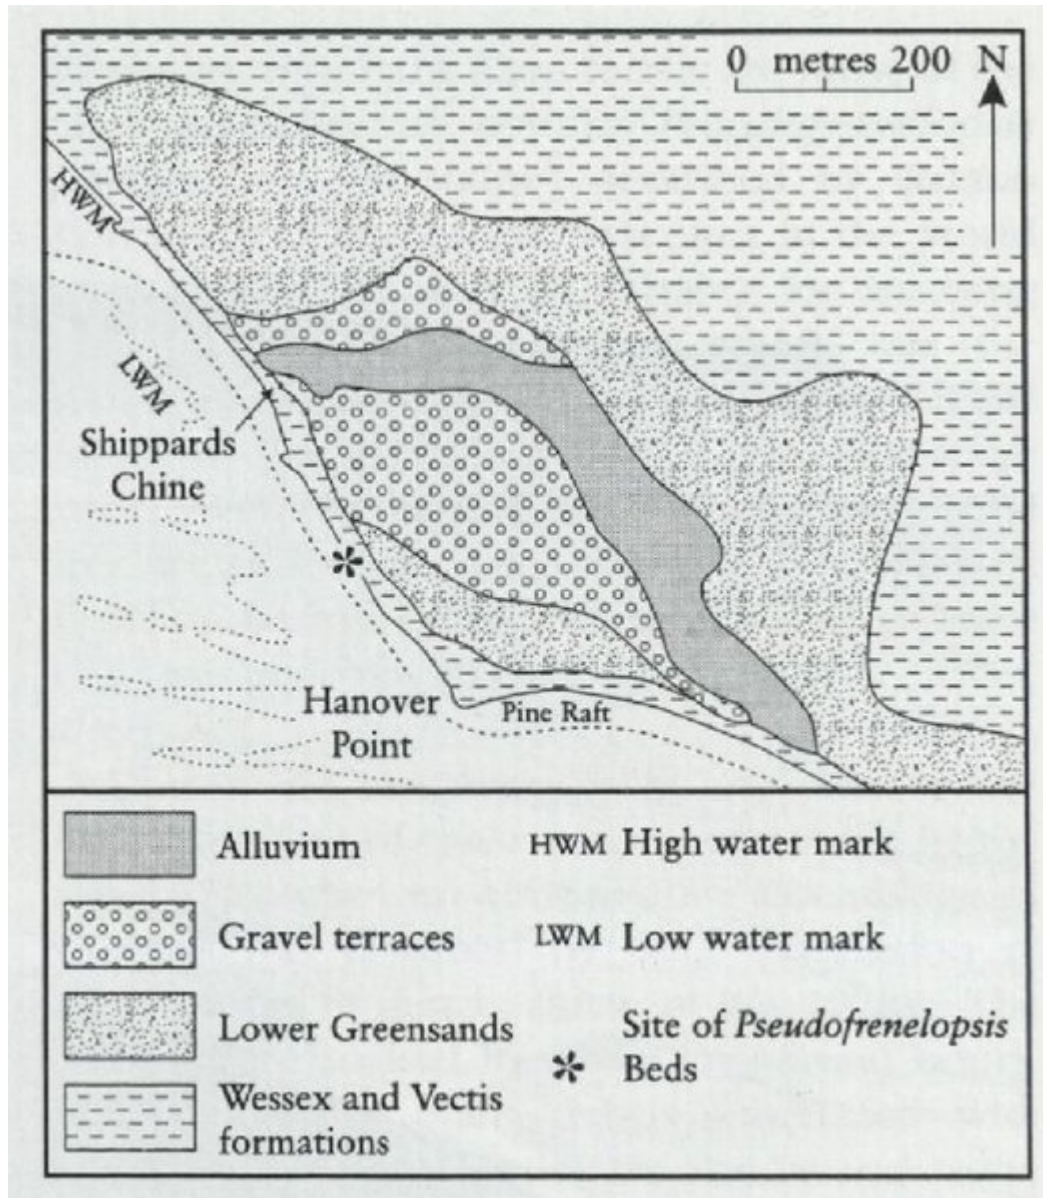 0 metres 200 N
HWM
LWM
Shippards
Chine
Hanover
Point
Pine Raft
Alluvium
HWM High water mark
Gravel terraces
LWM Low water mark
Lower Greensands
Site of Pseudofrenelopsis
Beds
Wessex and Vectis
formations